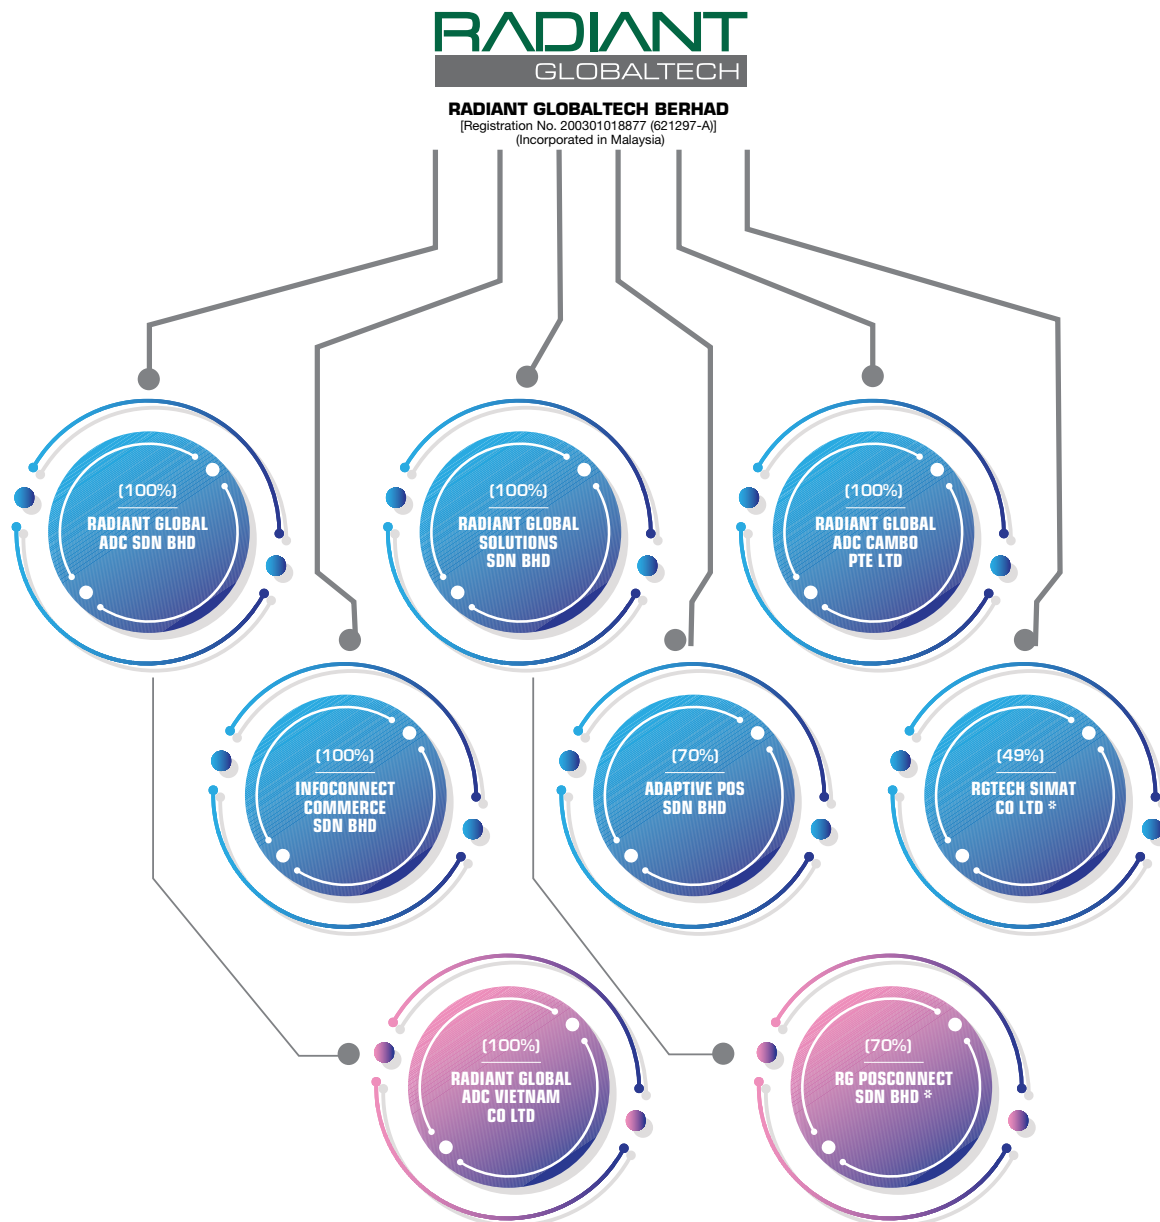 RADIANT
GLOBALTECH
RADIANT GLOBALTECH BERHAD
[Registration No. 200301018877 (621297-A)]
(Incorporated in Malaysia)
(100%)
RADIANT GLOBAL
ADC SDN BHD
(100%)
RADIANT GLOBAL
SOLUTIONS
SDN BHD
(100%)
RADIANT GLOBAL
ADC CAMBO
PTE LTD
(100%)
INFOCONNECT
COMMERCE
SDN BHD
(70%)
ADAPTIVE POS
SDN BHD
(49%)
RGTECH SIMAT
CO LTD *
(100%)
RADIANT GLOBAL
ADC VIETNAM
CO LTD
(70%)
RG POSCONNECT
SDN BHD *